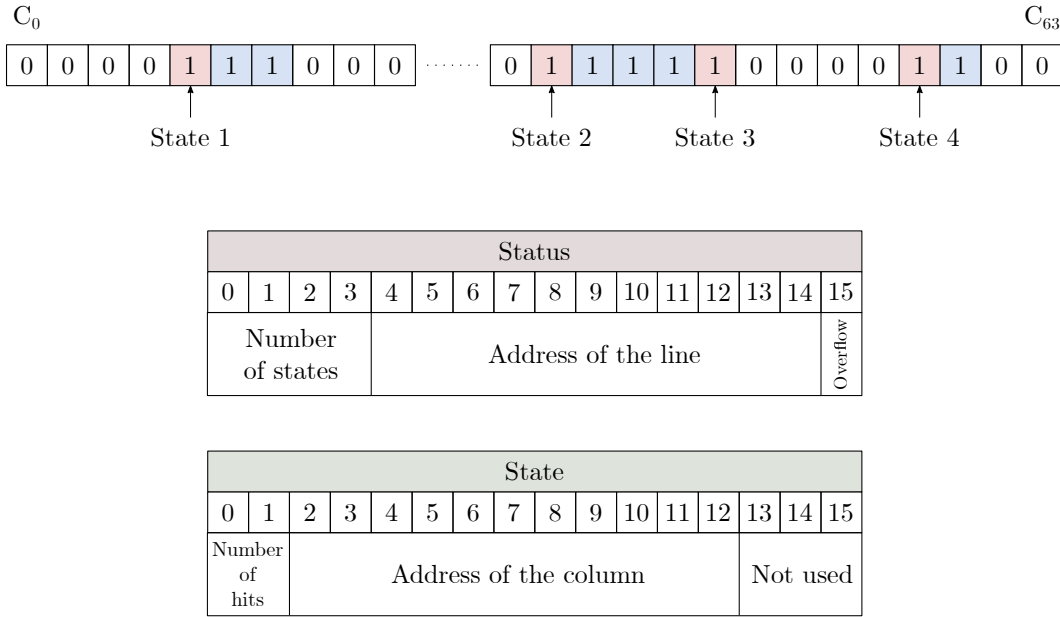 C₀ C₆₃
0 0 0 0 1 1 1 0 0 0 ······· 0 1 1 1 1 1 0 0 0 0 1 1 0 0
State 1 State 2 State 3 State 4
Status
0 1 2 3 4 5 6 7 8 9 10 11 12 13 14 15
Number
of states
Address of the line
Overflow
State
0 1 2 3 4 5 6 7 8 9 10 11 12 13 14 15
Number
of
hits
Address of the column
Not used